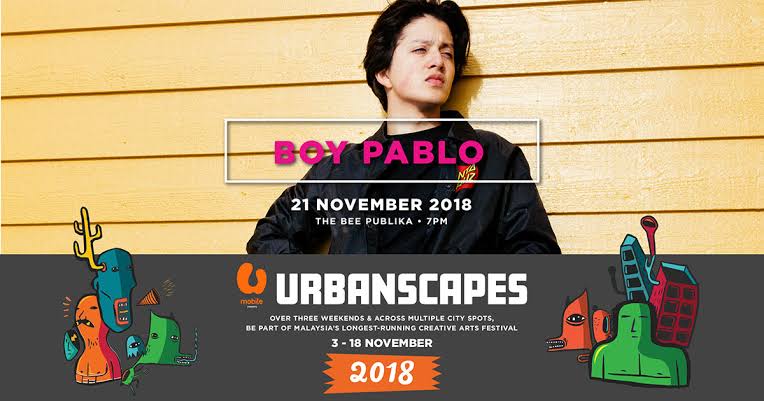 BOY PABLO
21 NOVEMBER 2018
THE BEE PUBLIKA • 7PM
mobile
URBANSCAPES
OVER THREE WEEKENDS & ACROSS MULTIPLE CITY SPOTS,
BE PART OF MALAYSIA'S LONGEST-RUNNING CREATIVE ARTS FESTIVAL
3 - 18 NOVEMBER
2018